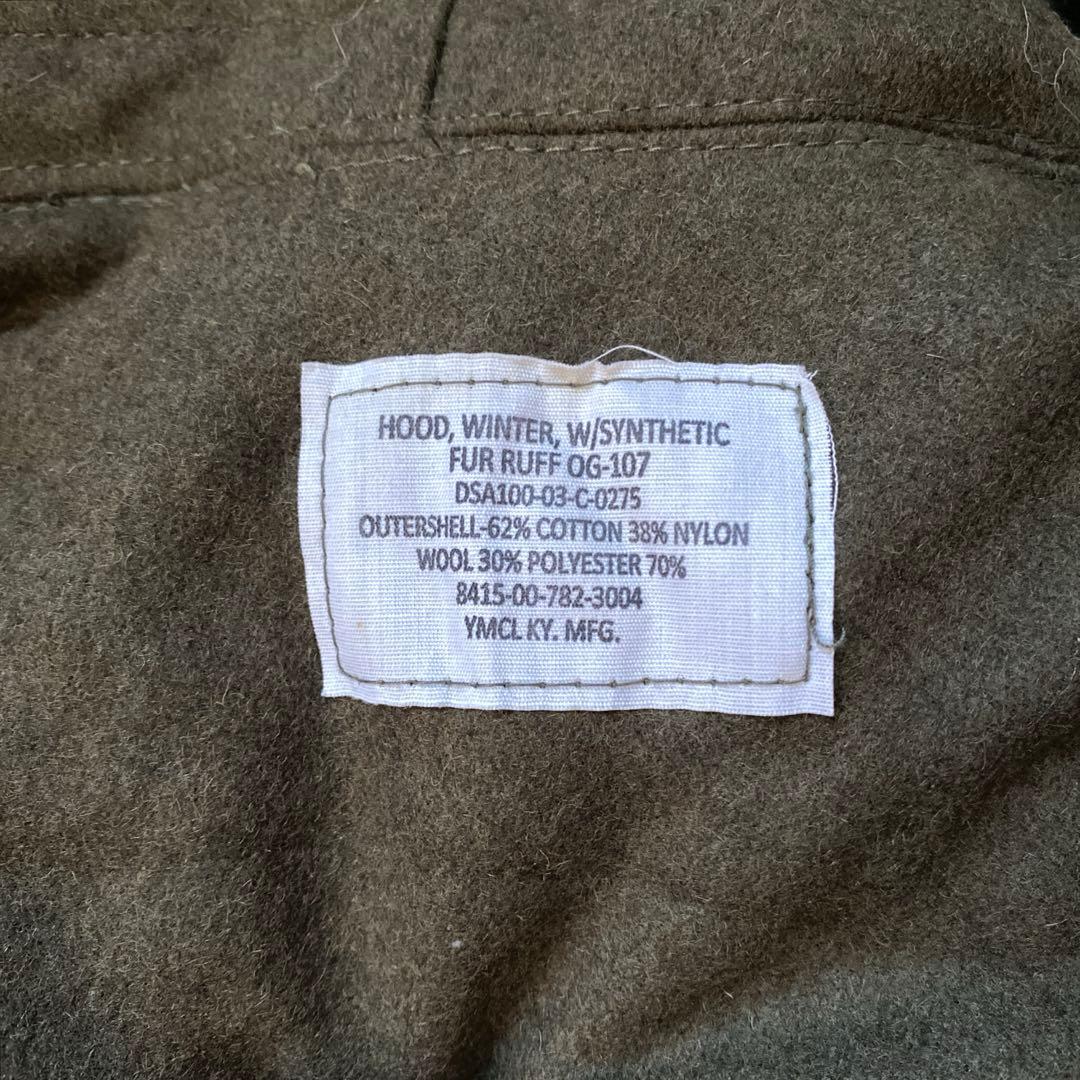 HOOD, WINTER, W/SYNTHETIC
FUR RUFF OG-107
DSA100-03-C-0275
OUTERSHELL-62% COTTON 38% NYLON
WOOL 30% POLYESTER 70%
8415-00-782-3004
YMCL KY. MFG.